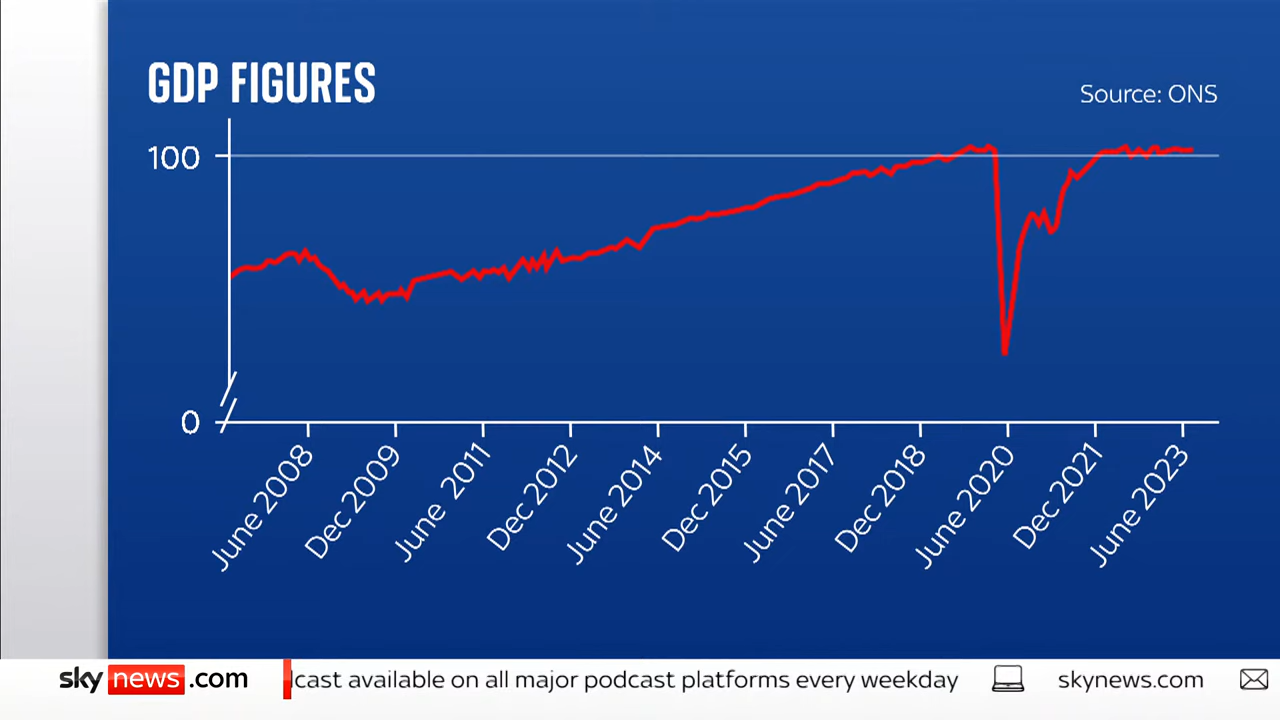 GDP FIGURES
Source: ONS
100
0
June 2008
Dec 2009
June 2011
Dec 2012
June 2014
Dec 2015
June 2017
Dec 2018
June 2020
Dec 2021
June 2023
sky news .com
cast available on all major podcast platforms every weekday
skynews.com